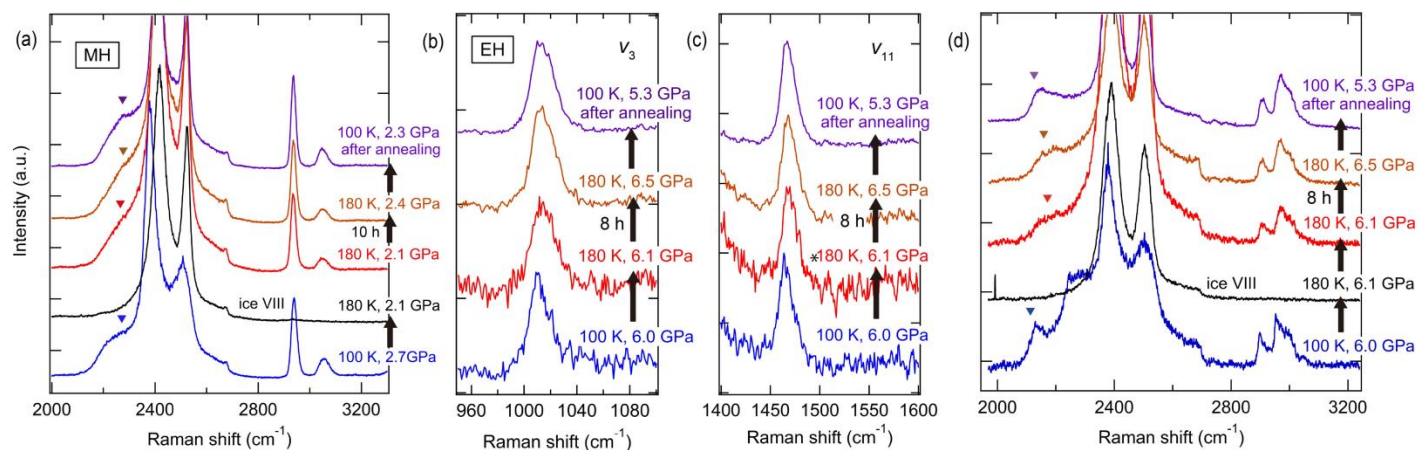 (a)
MH
100 K, 2.3 GPa
after annealing
180 K, 2.4 GPa
10 h
180 K, 2.1 GPa
ice VIII
180 K, 2.1 GPa
100 K, 2.7GPa
Intensity (a.u.)
2000 2400 2800 3200
Raman shift (cm-1)
(b)
EH
ν3
100 K, 5.3 GPa
after annealing
180 K, 6.5 GPa
8 h
180 K, 6.1 GPa
100 K, 6.0 GPa
960 1000 1040 1080
Raman shift (cm-1)
(c)
ν11
100 K, 5.3 GPa
after annealing
180 K, 6.5 GPa
8 h
*180 K, 6.1 GPa
100 K, 6.0 GPa
1400 1450 1500 1550 1600
Raman shift (cm-1)
(d)
100 K, 5.3 GPa
after annealing
180 K, 6.5 GPa
8 h
180 K, 6.1 GPa
ice VIII
180 K, 6.1 GPa
100 K, 6.0 GPa
2000 2400 2800 3200
Raman shift (cm-1)